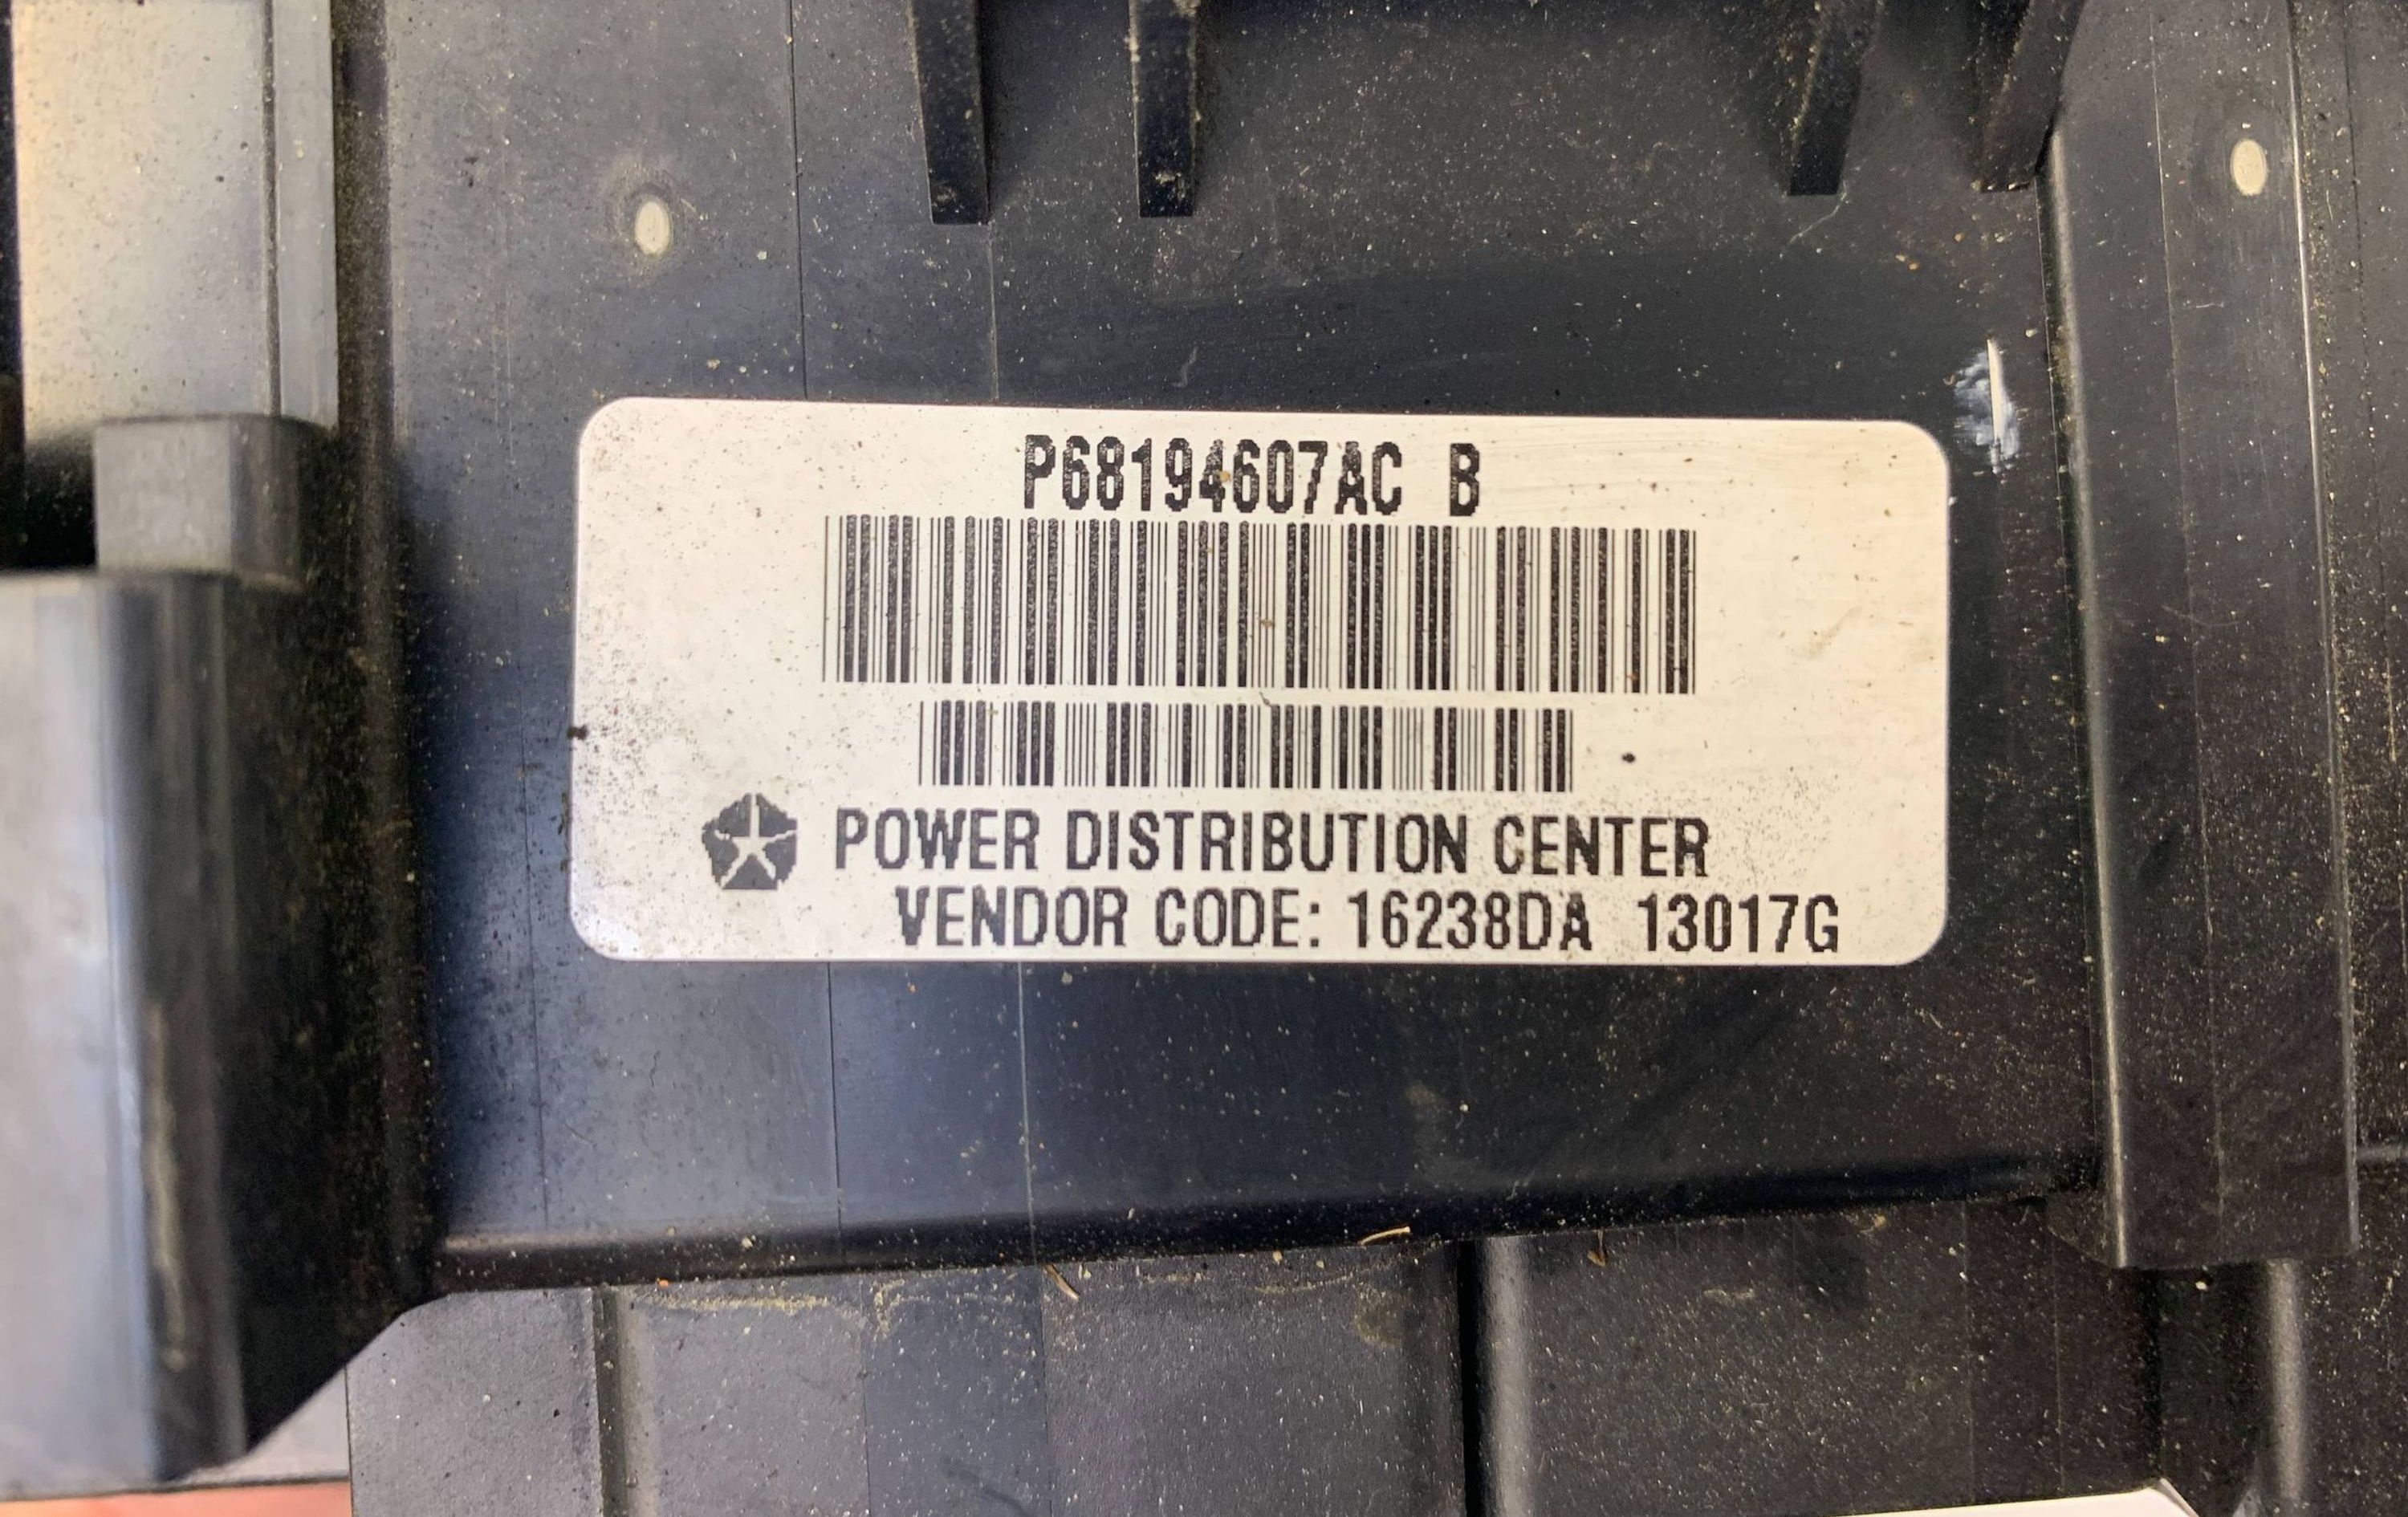 P68194607AC B
POWER DISTRIBUTION CENTER
VENDOR CODE: 16238DA 13017G